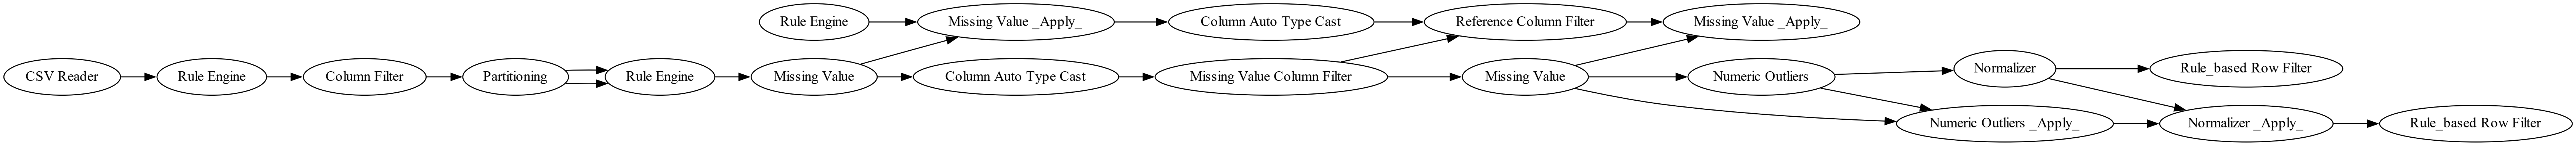 Rule Engine
Missing Value _Apply_
Column Auto Type Cast
Reference Column Filter
Missing Value _Apply_
CSV Reader
Rule Engine
Column Filter
Partitioning
Rule Engine
Missing Value
Column Auto Type Cast
Missing Value Column Filter
Missing Value
Numeric Outliers
Normalizer
Rule_based Row Filter
Numeric Outliers _Apply_
Normalizer _Apply_
Rule_based Row Filter